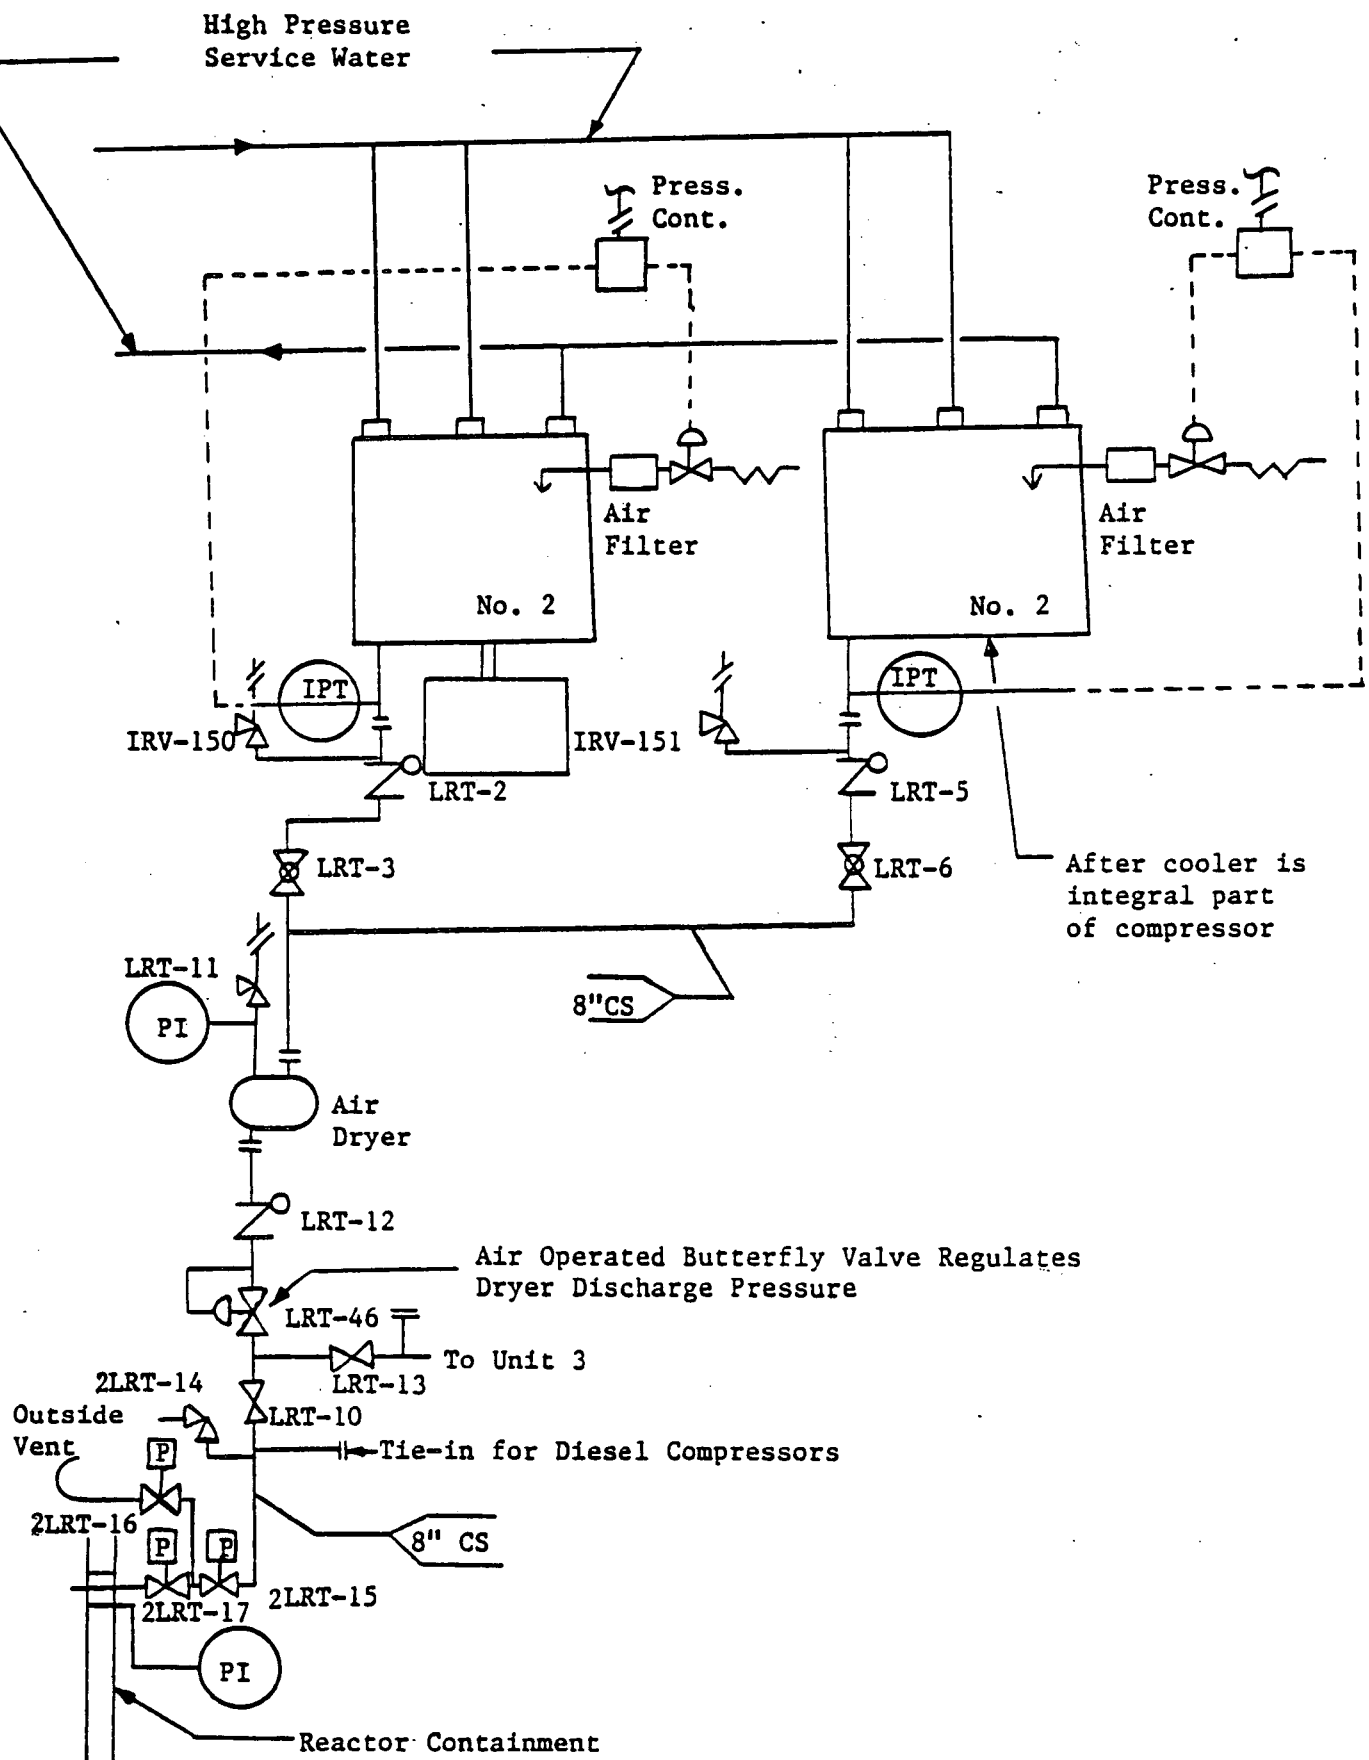 High Pressure
Service Water
Press.
Cont.
Press.
Cont.
Air
Filter
Air
Filter
No. 2
No. 2
IPT
IPT
IRV-150
IRV-151
LRT-2
LRT-5
LRT-3
LRT-6
After cooler is
integral part
of compressor
LRT-11
8"CS
PI
Air
Dryer
LRT-12
Air Operated Butterfly Valve Regulates
Dryer Discharge Pressure
LRT-46
To Unit 3
LRT-13
2LRT-14
LRT-10
Outside
Vent
P
Tie-in for Diesel Compressors
2LRT-16
P
P
8" CS
2LRT-17
2LRT-15
PI
Reactor Containment